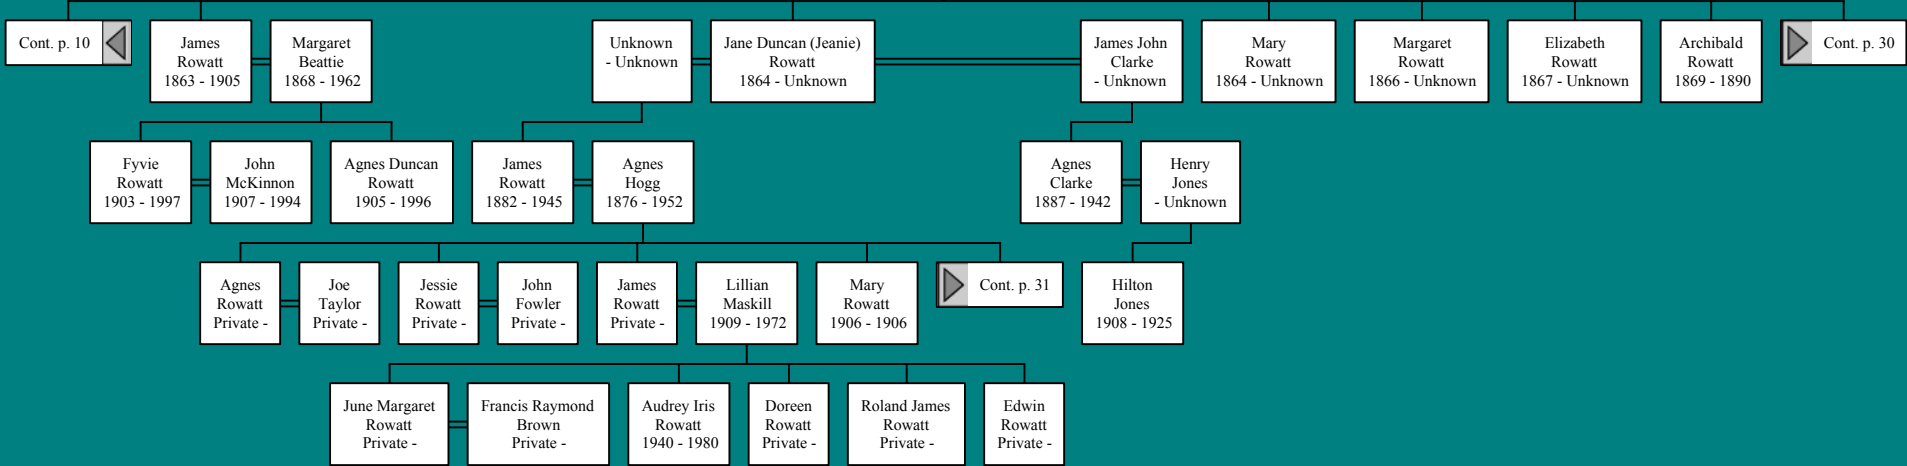 Cont. p. 10
James
Rowatt
1863 - 1905
Margaret
Beattie
1868 - 1962
Unknown
- Unknown
Jane Duncan (Jeanie)
Rowatt
1864 - Unknown
James John
Clarke
- Unknown
Mary
Rowatt
1864 - Unknown
Margaret
Rowatt
1866 - Unknown
Elizabeth
Rowatt
1867 - Unknown
Archibald
Rowatt
1869 - 1890
Cont. p. 30
Fyvie
Rowatt
1903 - 1997
John
McKinnon
1907 - 1994
Agnes Duncan
Rowatt
1905 - 1996
James
Rowatt
1882 - 1945
Agnes
Hogg
1876 - 1952
Agnes
Clarke
1887 - 1942
Henry
Jones
- Unknown
Agnes
Rowatt
Private -
Joe
Taylor
Private -
Jessie
Rowatt
Private -
John
Fowler
Private -
James
Rowatt
Private -
Lillian
Maskill
1909 - 1972
Mary
Rowatt
1906 - 1906
Cont. p. 31
Hilton
Jones
1908 - 1925
June Margaret
Rowatt
Private -
Francis Raymond
Brown
Private -
Audrey Iris
Rowatt
1940 - 1980
Doreen
Rowatt
Private -
Roland James
Rowatt
Private -
Edwin
Rowatt
Private -